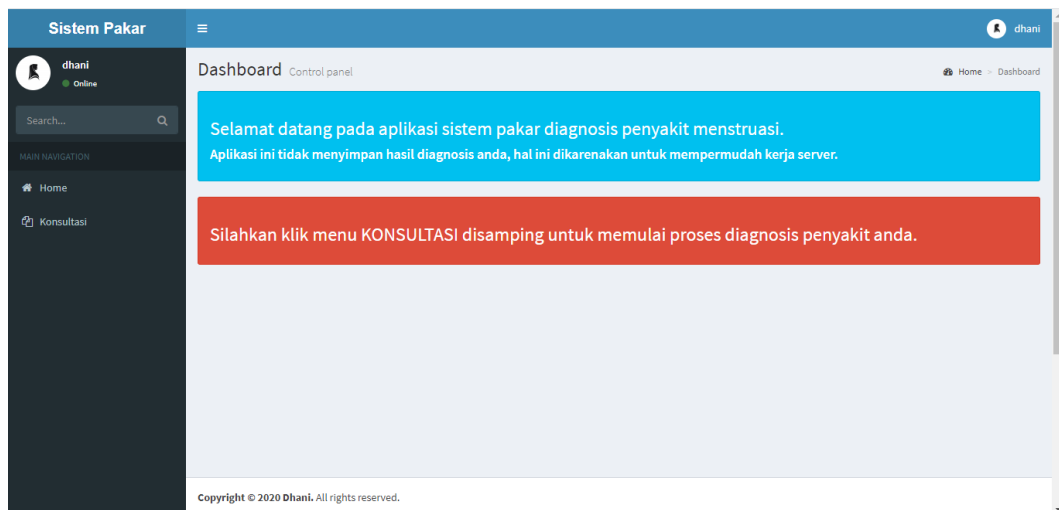 Sistem Pakar
dhani
dhani
Online
Search...
MAIN NAVIGATION
Home
Konsultasi
Dashboard Control panel
Home > Dashboard
Selamat datang pada aplikasi sistem pakar diagnosis penyakit menstruasi.
Aplikasi ini tidak menyimpan hasil diagnosis anda, hal ini dikarenakan untuk mempermudah kerja server.
Silahkan klik menu KONSULTASI disamping untuk memulai proses diagnosis penyakit anda.
Copyright © 2020 Dhani. All rights reserved.